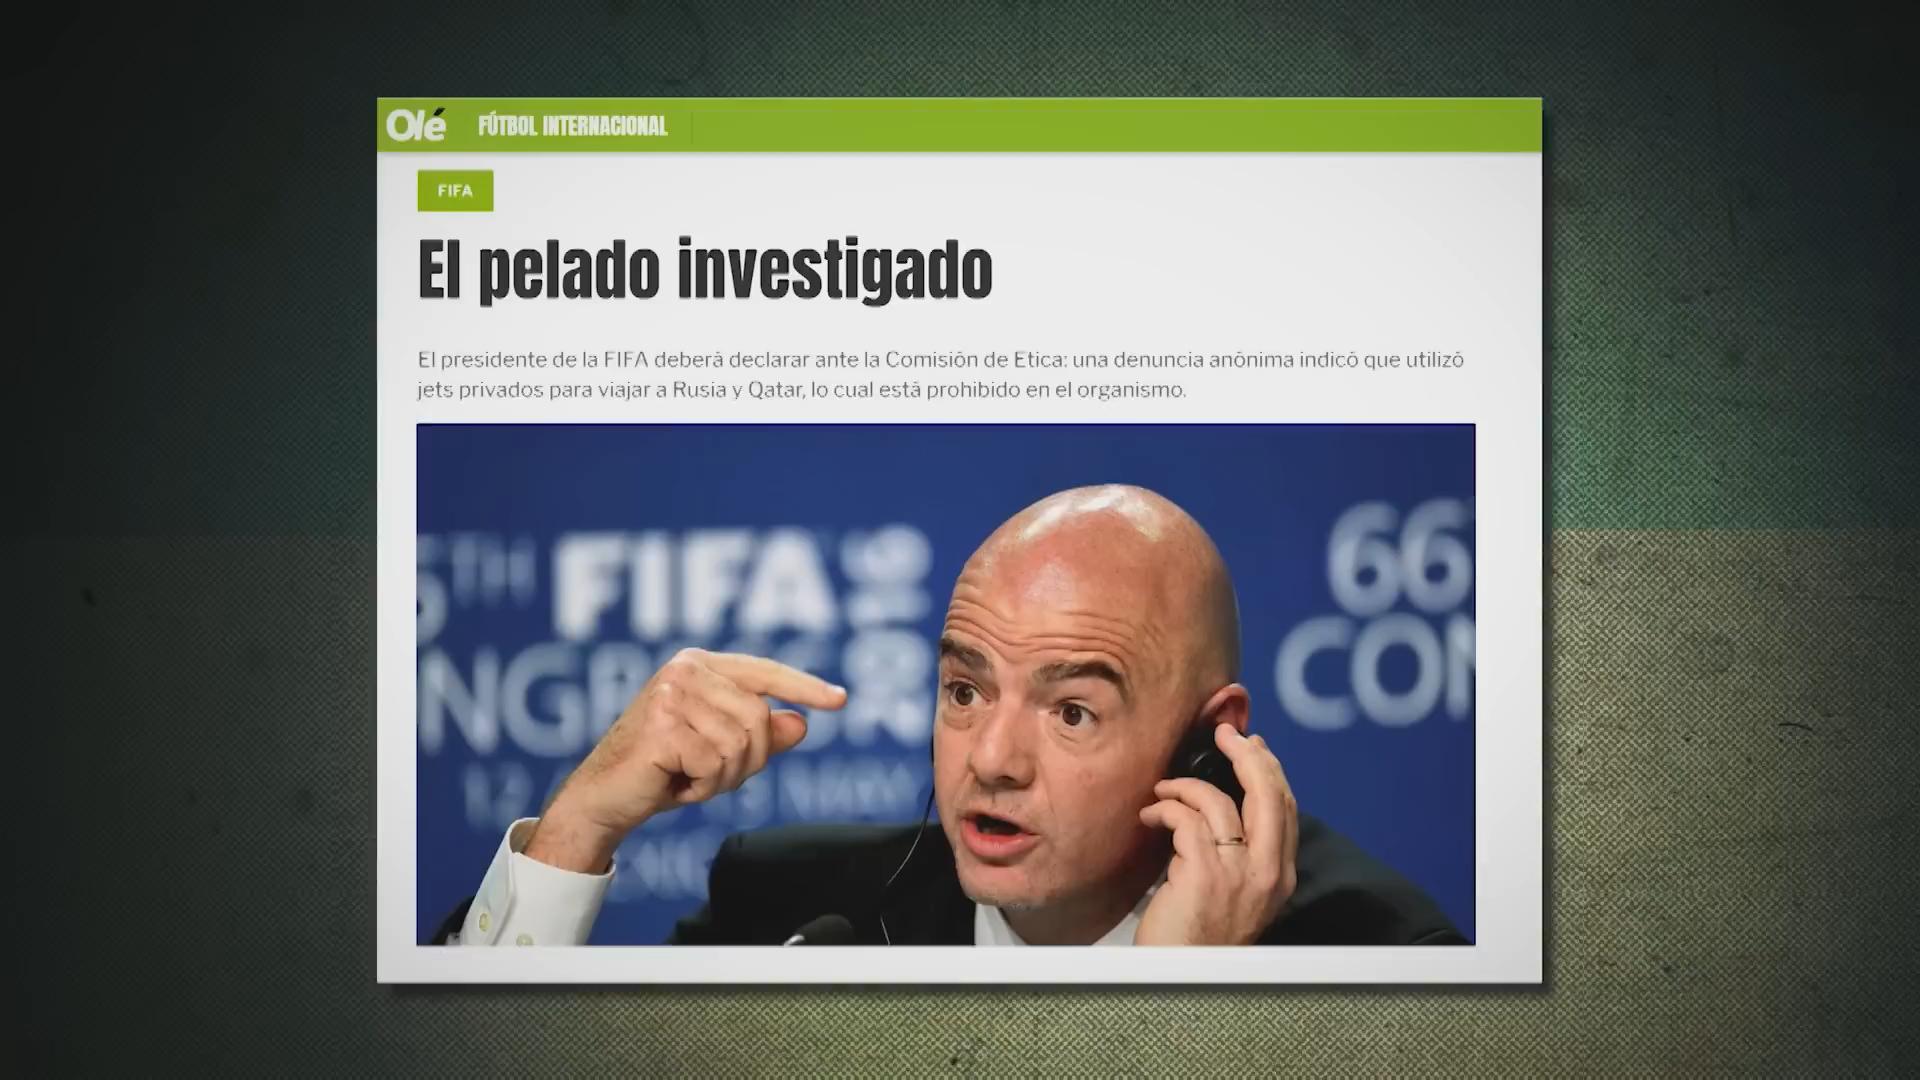 Olé FÚTBOL INTERNACIONAL
FIFA
El pelado investigado
El presidente de la FIFA deberá declarar ante la Comisión de Etica: una denuncia anónima indicó que utilizó
jets privados para viajar a Rusia y Qatar, lo cual está prohibido en el organismo.
TH FIFA
66
CON